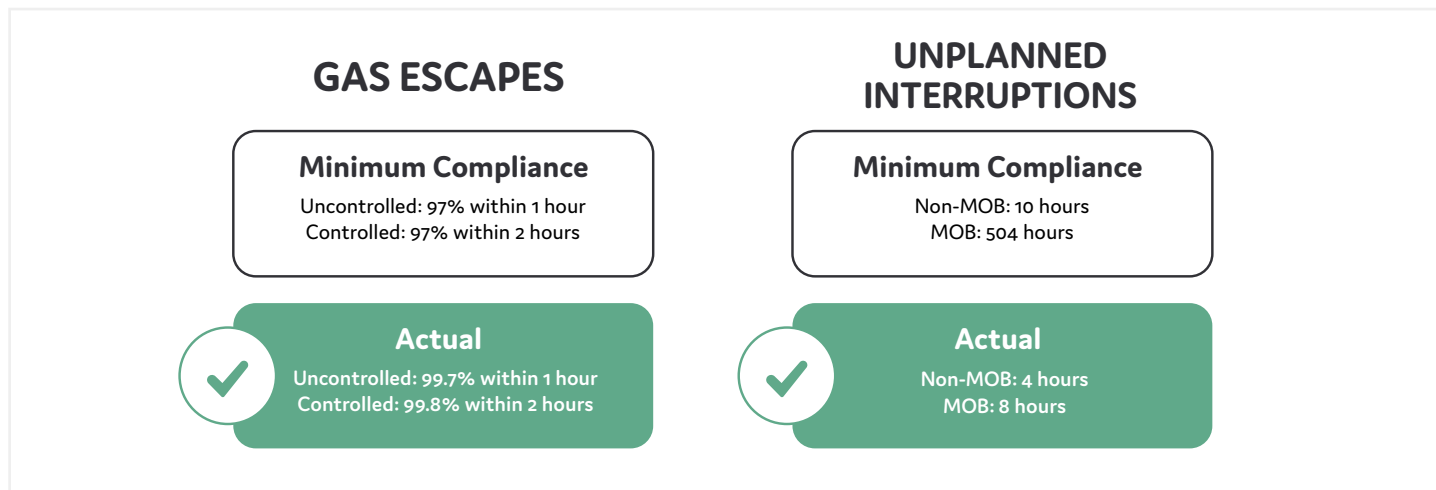 GAS ESCAPES
Minimum Compliance
Uncontrolled: 97% within 1 hour
Controlled: 97% within 2 hours
Actual
Uncontrolled: 99.7% within 1 hour
Controlled: 99.8% within 2 hours
UNPLANNED
INTERRUPTIONS
Minimum Compliance
Non-MOB: 10 hours
MOB: 504 hours
Actual
Non-MOB: 4 hours
MOB: 8 hours